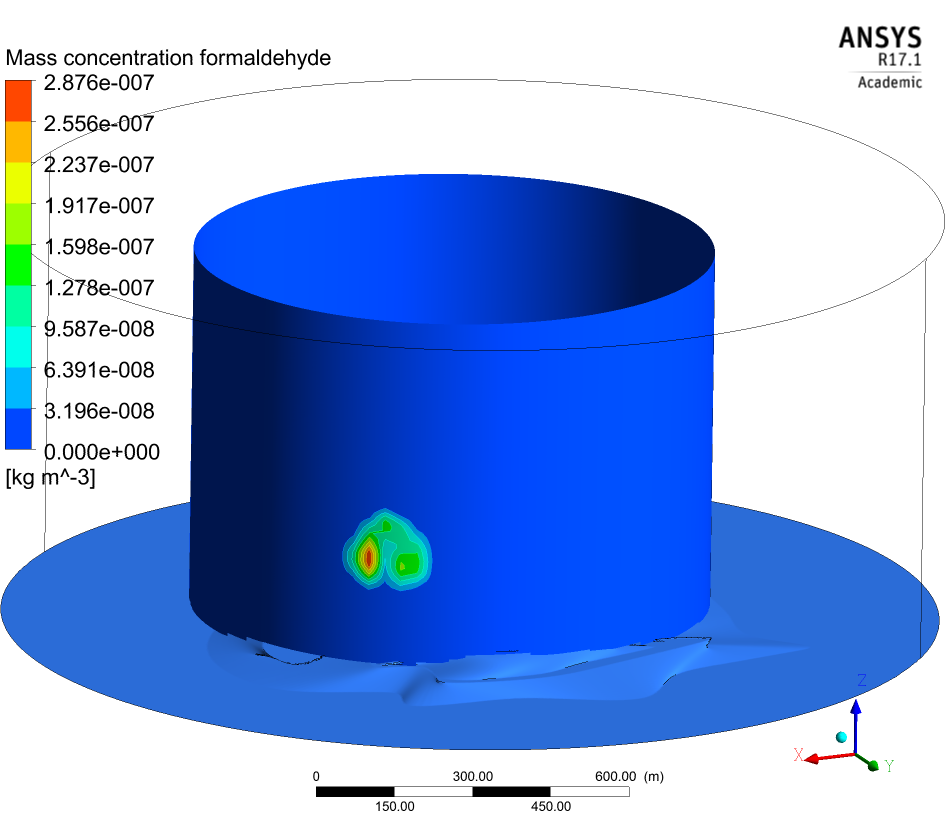 ANSYS
R17.1
Academic
Mass concentration formaldehyde
2.876e-007
2.556e-007
2.237e-007
1.917e-007
1.598e-007
1.278e-007
9.587e-008
6.391e-008
3.196e-008
0.000e+000
[kg m^-3]
Z
X
Y
0 300.00 600.00 (m)
150.00 450.00